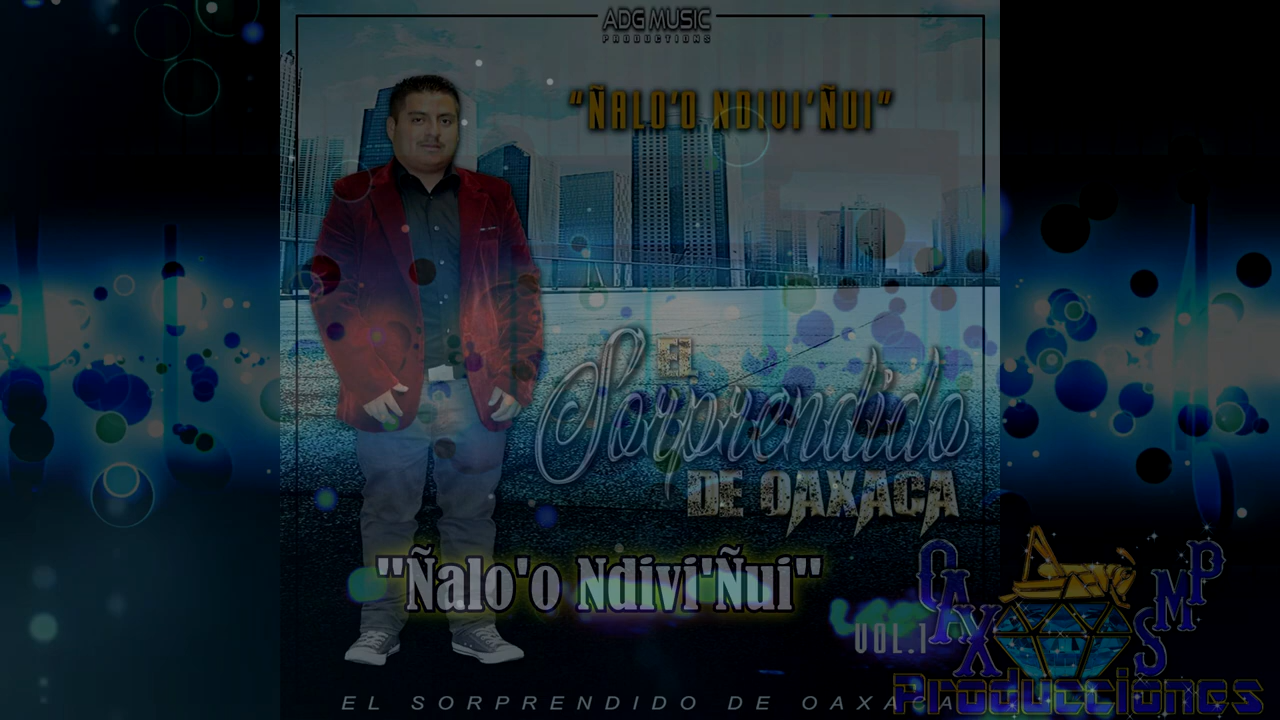 ADG MUSIC
PRODUCTIONS
"ÑALO'O NDIVI'ÑUI"
EL
Sorprendido
DE OAXACA
"Ñalo'o Ndivi'Ñui"
VOL.1
OAXX SMP
Producciones
EL SORPRENDIDO DE OAXACA